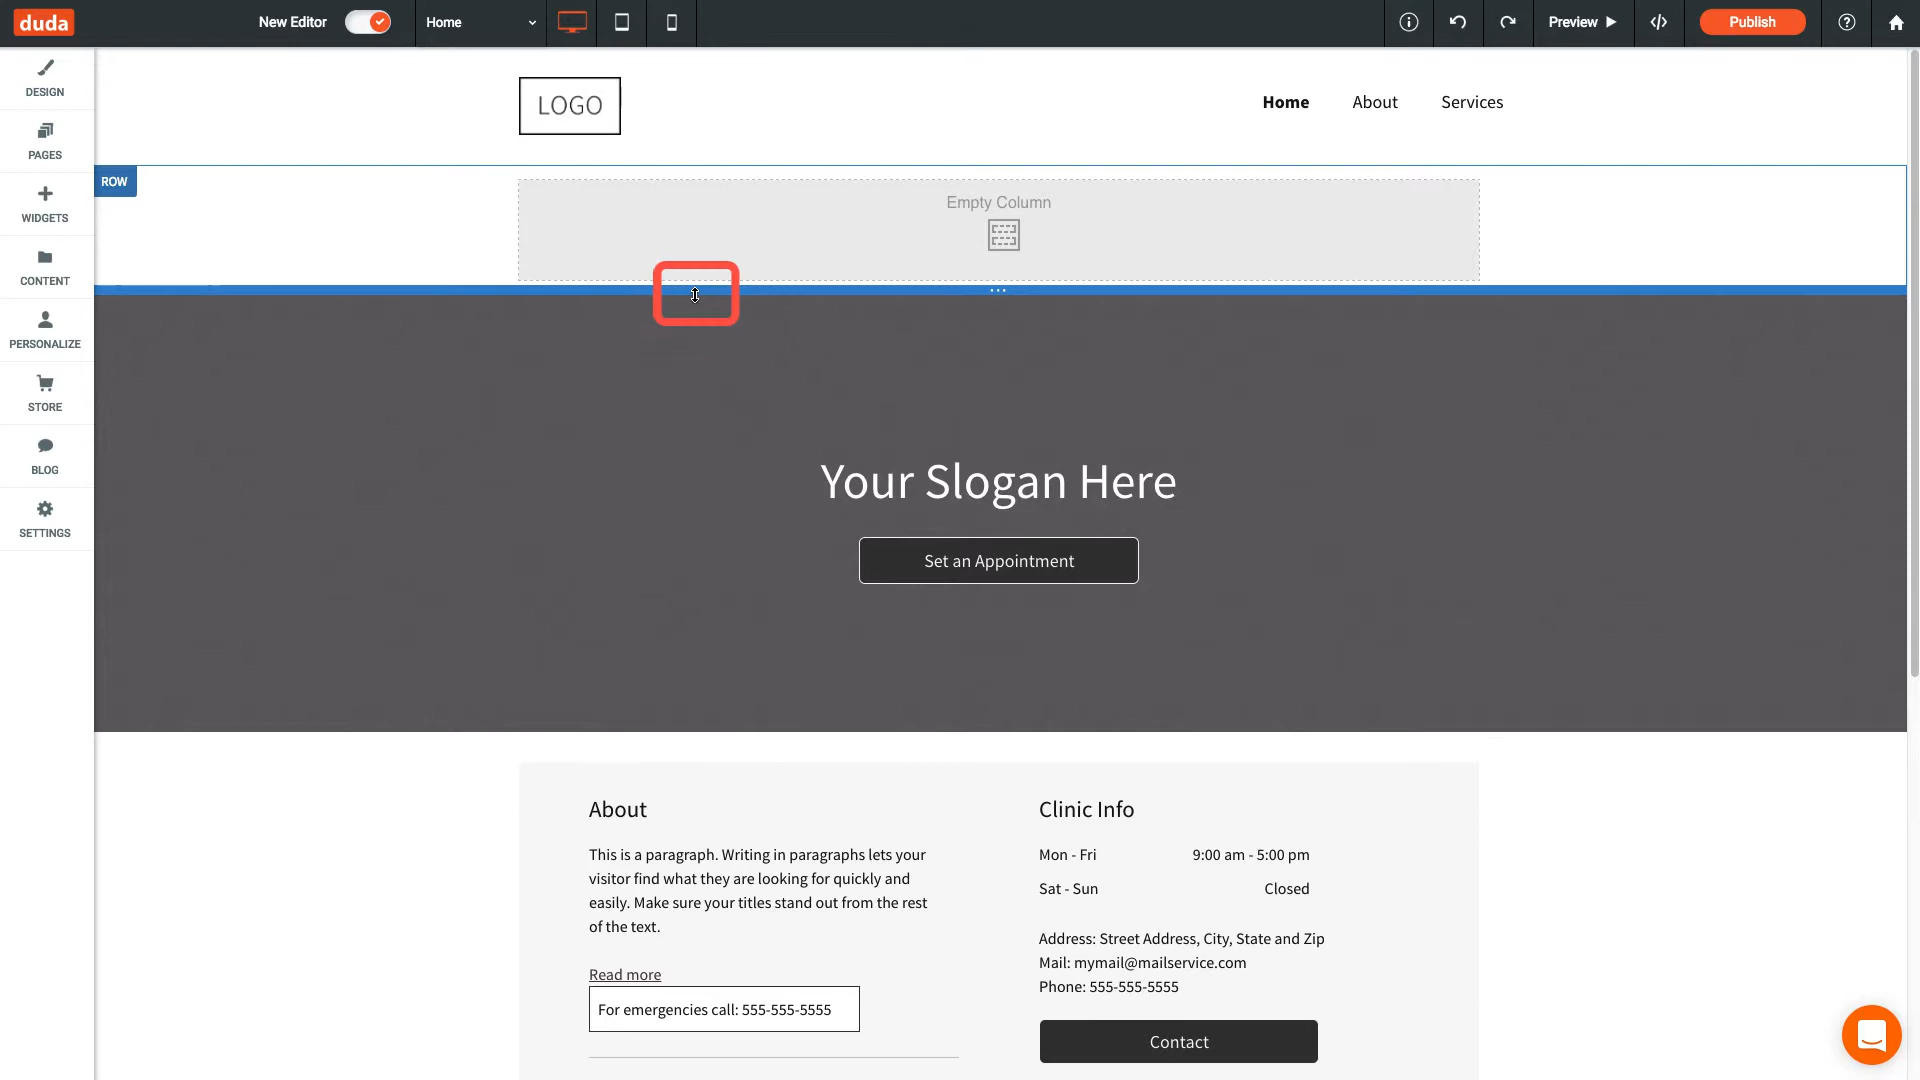 duda
New Editor
Home
Preview
Publish
DESIGN
PAGES
WIDGETS
CONTENT
PERSONALIZE
STORE
BLOG
SETTINGS
LOGO
Home
About
Services
ROW
Empty Column
Your Slogan Here
Set an Appointment
About
This is a paragraph. Writing in paragraphs lets your
visitor find what they are looking for quickly and
easily. Make sure your titles stand out from the rest
of the text.
Read more
For emergencies call: 555-555-5555
Clinic Info
Mon - Fri 9:00 am - 5:00 pm
Sat - Sun Closed
Address: Street Address, City, State and Zip
Mail: mymail@mailservice.com
Phone: 555-555-5555
Contact